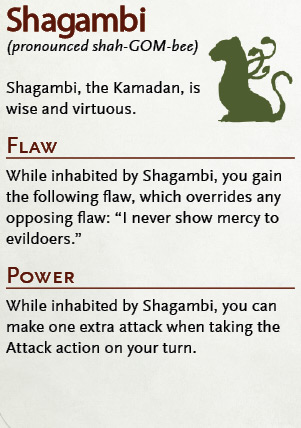 Shagambi
(pronounced shah-GOM-bee)
Shagambi, the Kamadan, is
wise and virtuous.
Flaw
While inhabited by Shagambi, you gain
the following flaw, which overrides any
opposing flaw: “I never show mercy to
evildoers.”
Power
While inhabited by Shagambi, you can
make one extra attack when taking the
Attack action on your turn.